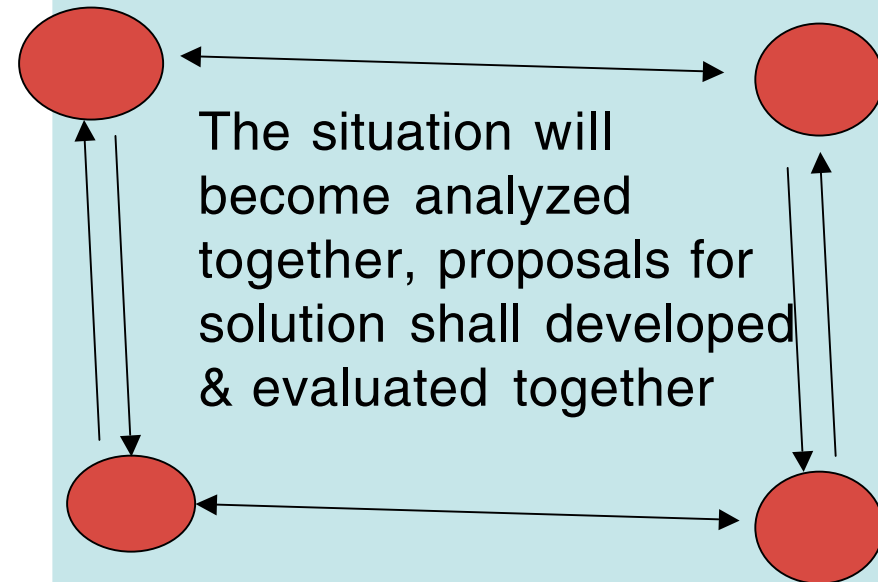 The situation will
become analyzed
together, proposals for
solution shall developed
& evaluated together